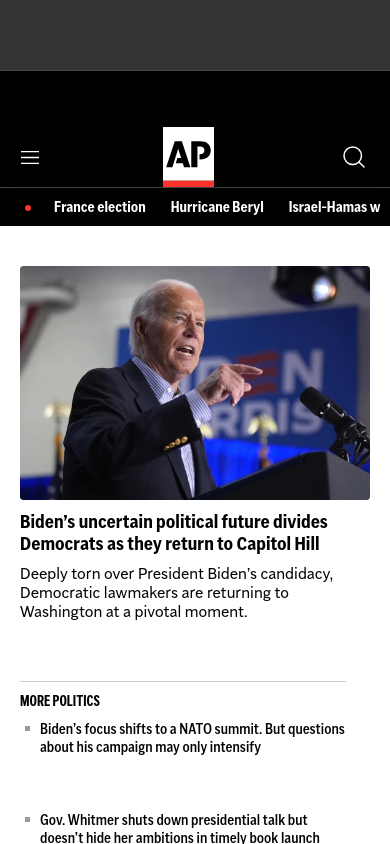 AP
France election Hurricane Beryl Israel-Hamas w
EN
RRIS
Biden's uncertain political future divides
Democrats as they return to Capitol Hill
Deeply torn over President Biden's candidacy,
Democratic lawmakers are returning to
Washington at a pivotal moment.
MORE POLITICS
Biden's focus shifts to a NATO summit. But questions
about his campaign may only intensify
Gov. Whitmer shuts down presidential talk but
doesn't hide her ambitions in timely book launch